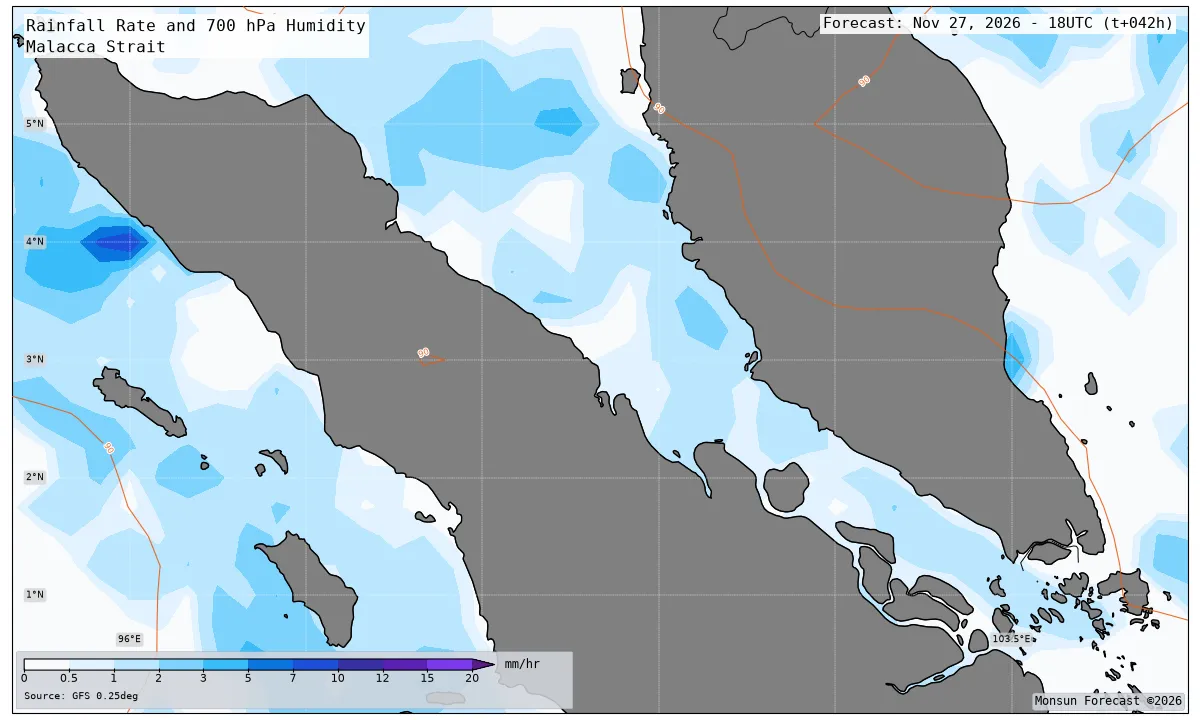 Rainfall Rate and 700 hPa Humidity
Malacca Strait
Forecast: Nov 27, 2026 - 18UTC (t+042h)
90
90
5°N
4°N
90
3°N
90
2°N
1°N
96°E
103.5°E
mm/hr
0 0.5 1 2 3 5 7 10 12 15 20
Source: GFS 0.25deg
Monsun Forecast ©2026